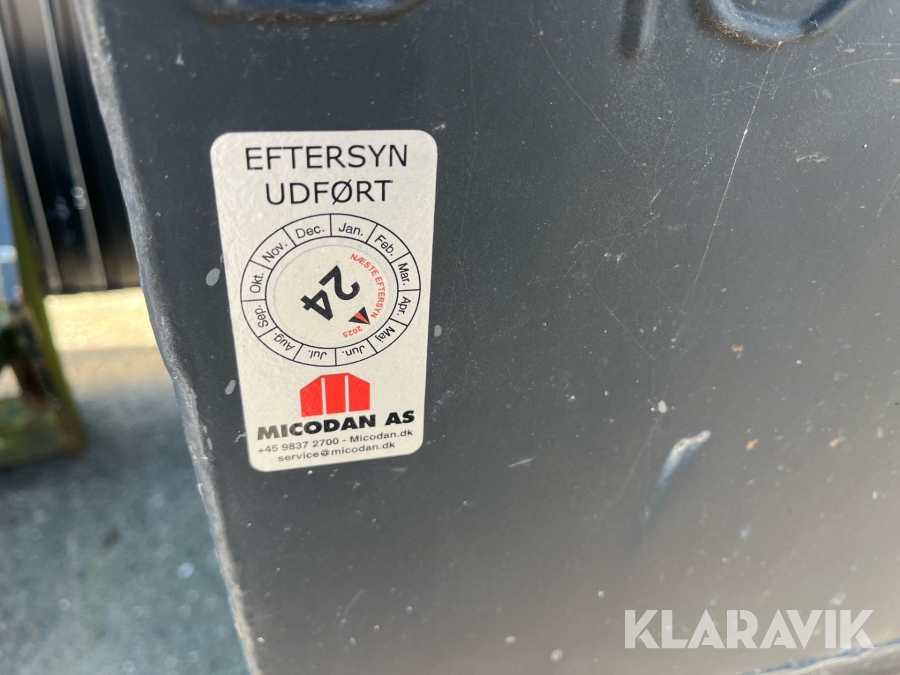 EFTERSYN
UDFØRT
Jan.
Feb.
Mar.
Apr.
Maj
Jun.
Jul.
Aug.
Sep.
Okt.
Nov.
Dec.
NÆSTE EFTERSYN
2025
24
MICODAN AS
+45 9837 2700 - Micodan.dk
service@micodan.dk
KLARAVIK